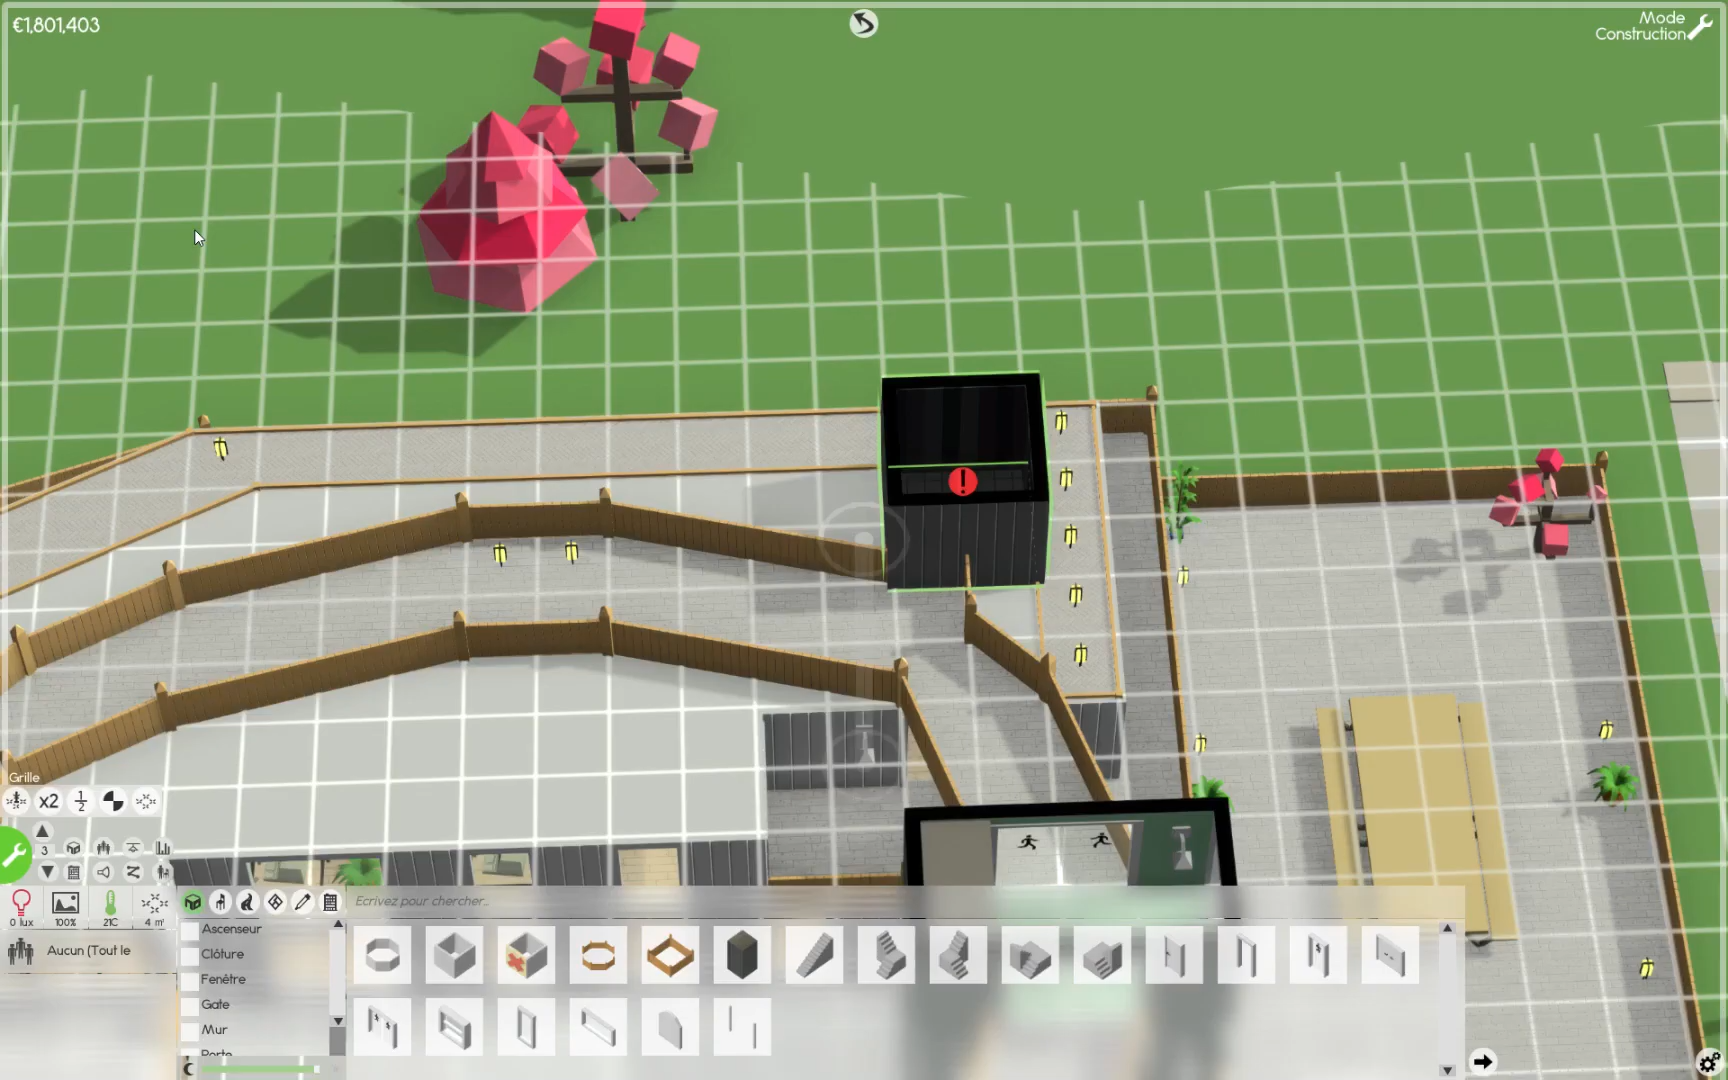 €1,801,403
Mode
Construction
Grille
x2
1
2
3
0 lux
100%
21C
4 m²
Ecrivez pour chercher...
Aucun (Tout le
Ascenseur
Clôture
Fenêtre
Gate
Mur
Porte